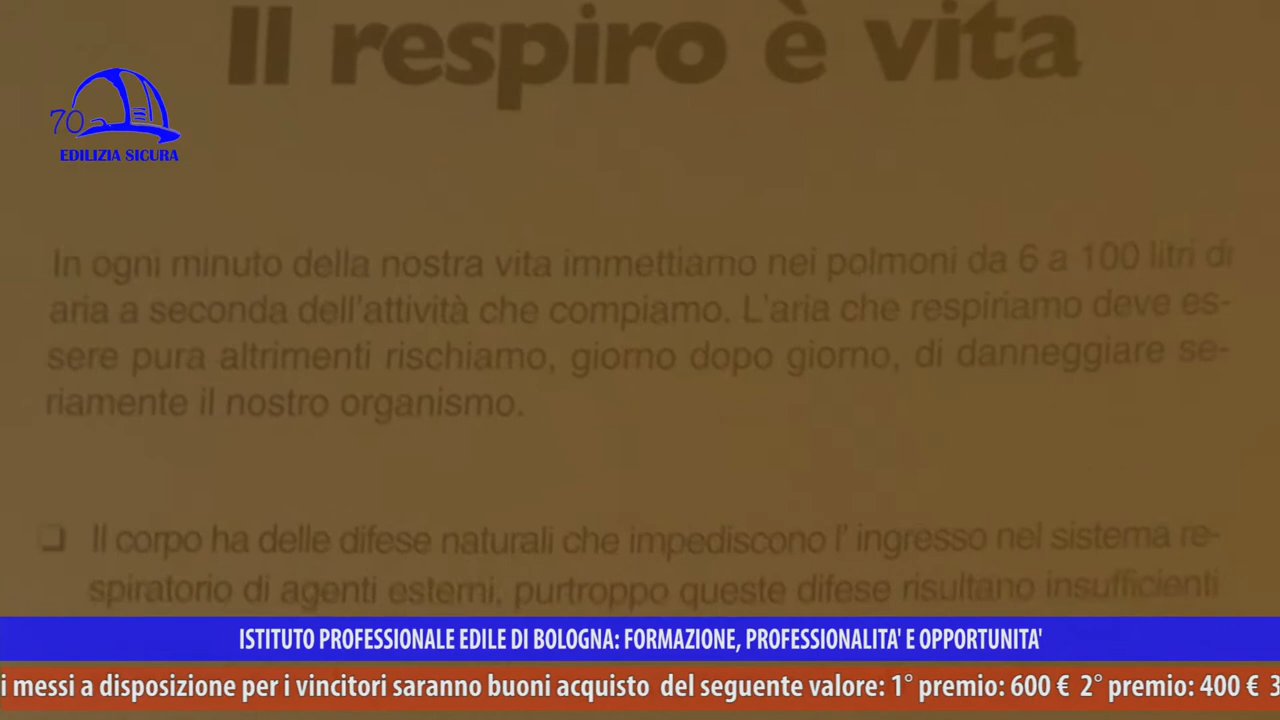 Il respiro è vita
70
EDILIZIA SICURA
In ogni minuto della nostra vita immettiamo nei polmoni da 6 a 100 litri di
aria a seconda dell'attività che compiamo. L'aria che respiriamo deve es-
sere pura altrimenti rischiamo, giorno dopo giorno, di danneggiare se-
riamente il nostro organismo.
❑ Il corpo ha delle difese naturali che impediscono l' ingresso nel sistema re-
spiratorio di agenti esterni, purtroppo queste difese risultano insufficienti
ISTITUTO PROFESSIONALE EDILE DI BOLOGNA: FORMAZIONE, PROFESSIONALITA' E OPPORTUNITA'
i messi a disposizione per i vincitori saranno buoni acquisto del seguente valore: 1° premio: 600 € 2° premio: 400 € 3